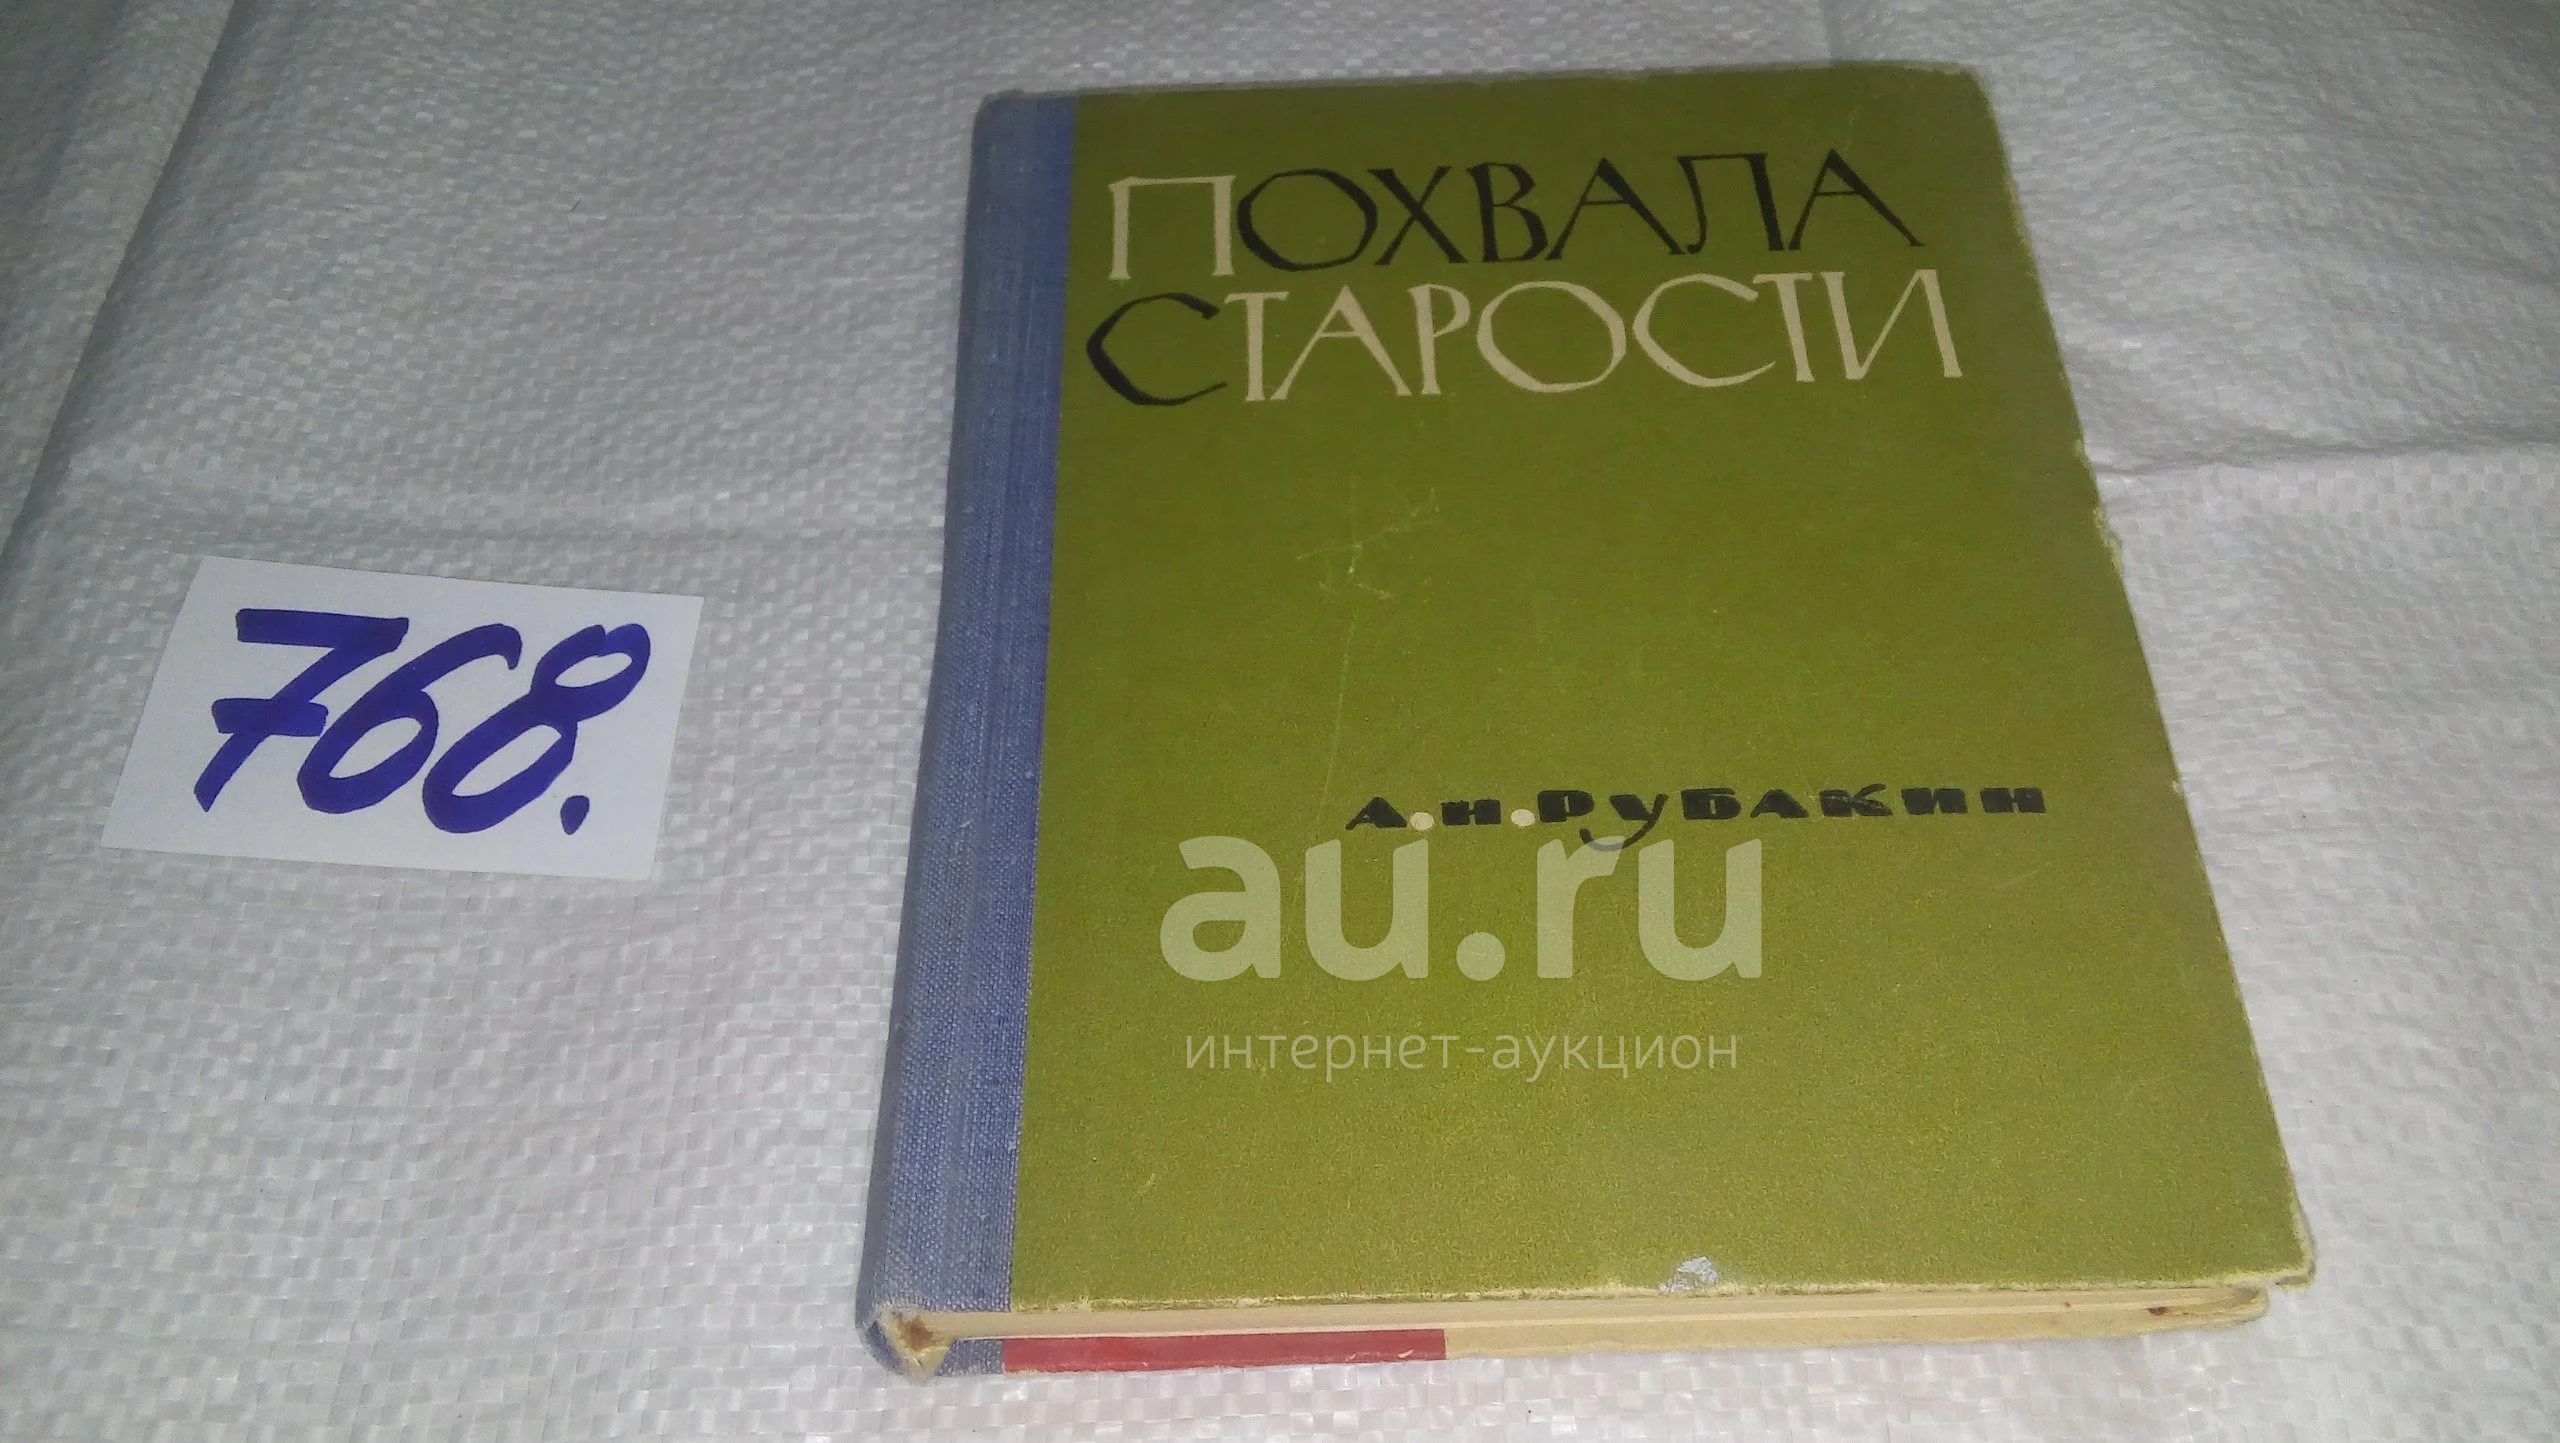 ПОХВАЛА
СТАРОСТИ
768.
А.Н.РУБАКИН
au.ru
интернет-аукцион